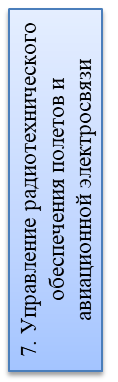 7. Управление радиотехнического
обеспечения полетов и
авиационной электросвязи